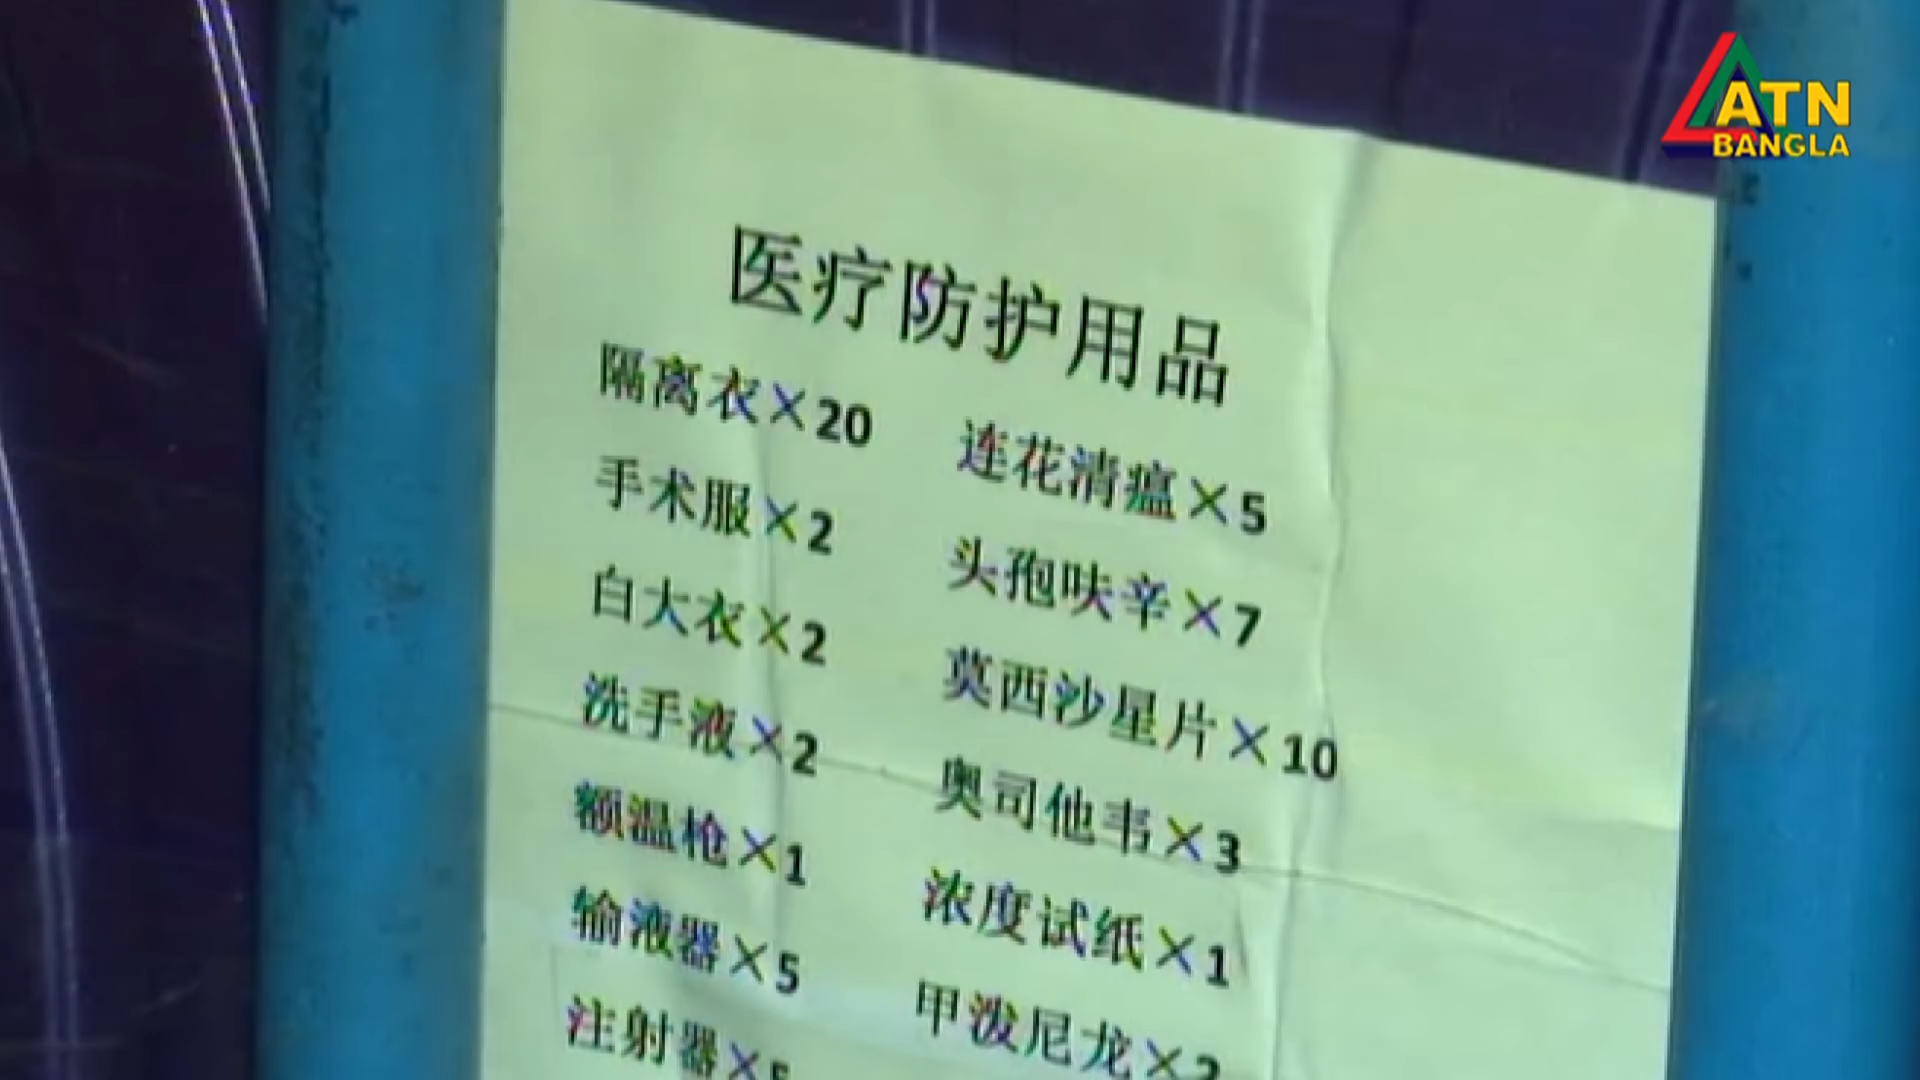 ATN
BANGLA
医疗防护用品
隔离衣×20
连花清瘟×5
手术服×2
头孢呋辛×7
白大衣×2
莫西沙星片×10
洗手液×2
奥司他韦×3
额温枪×1
浓度试纸×1
输液器×5
甲泼尼龙×2
注射器×5